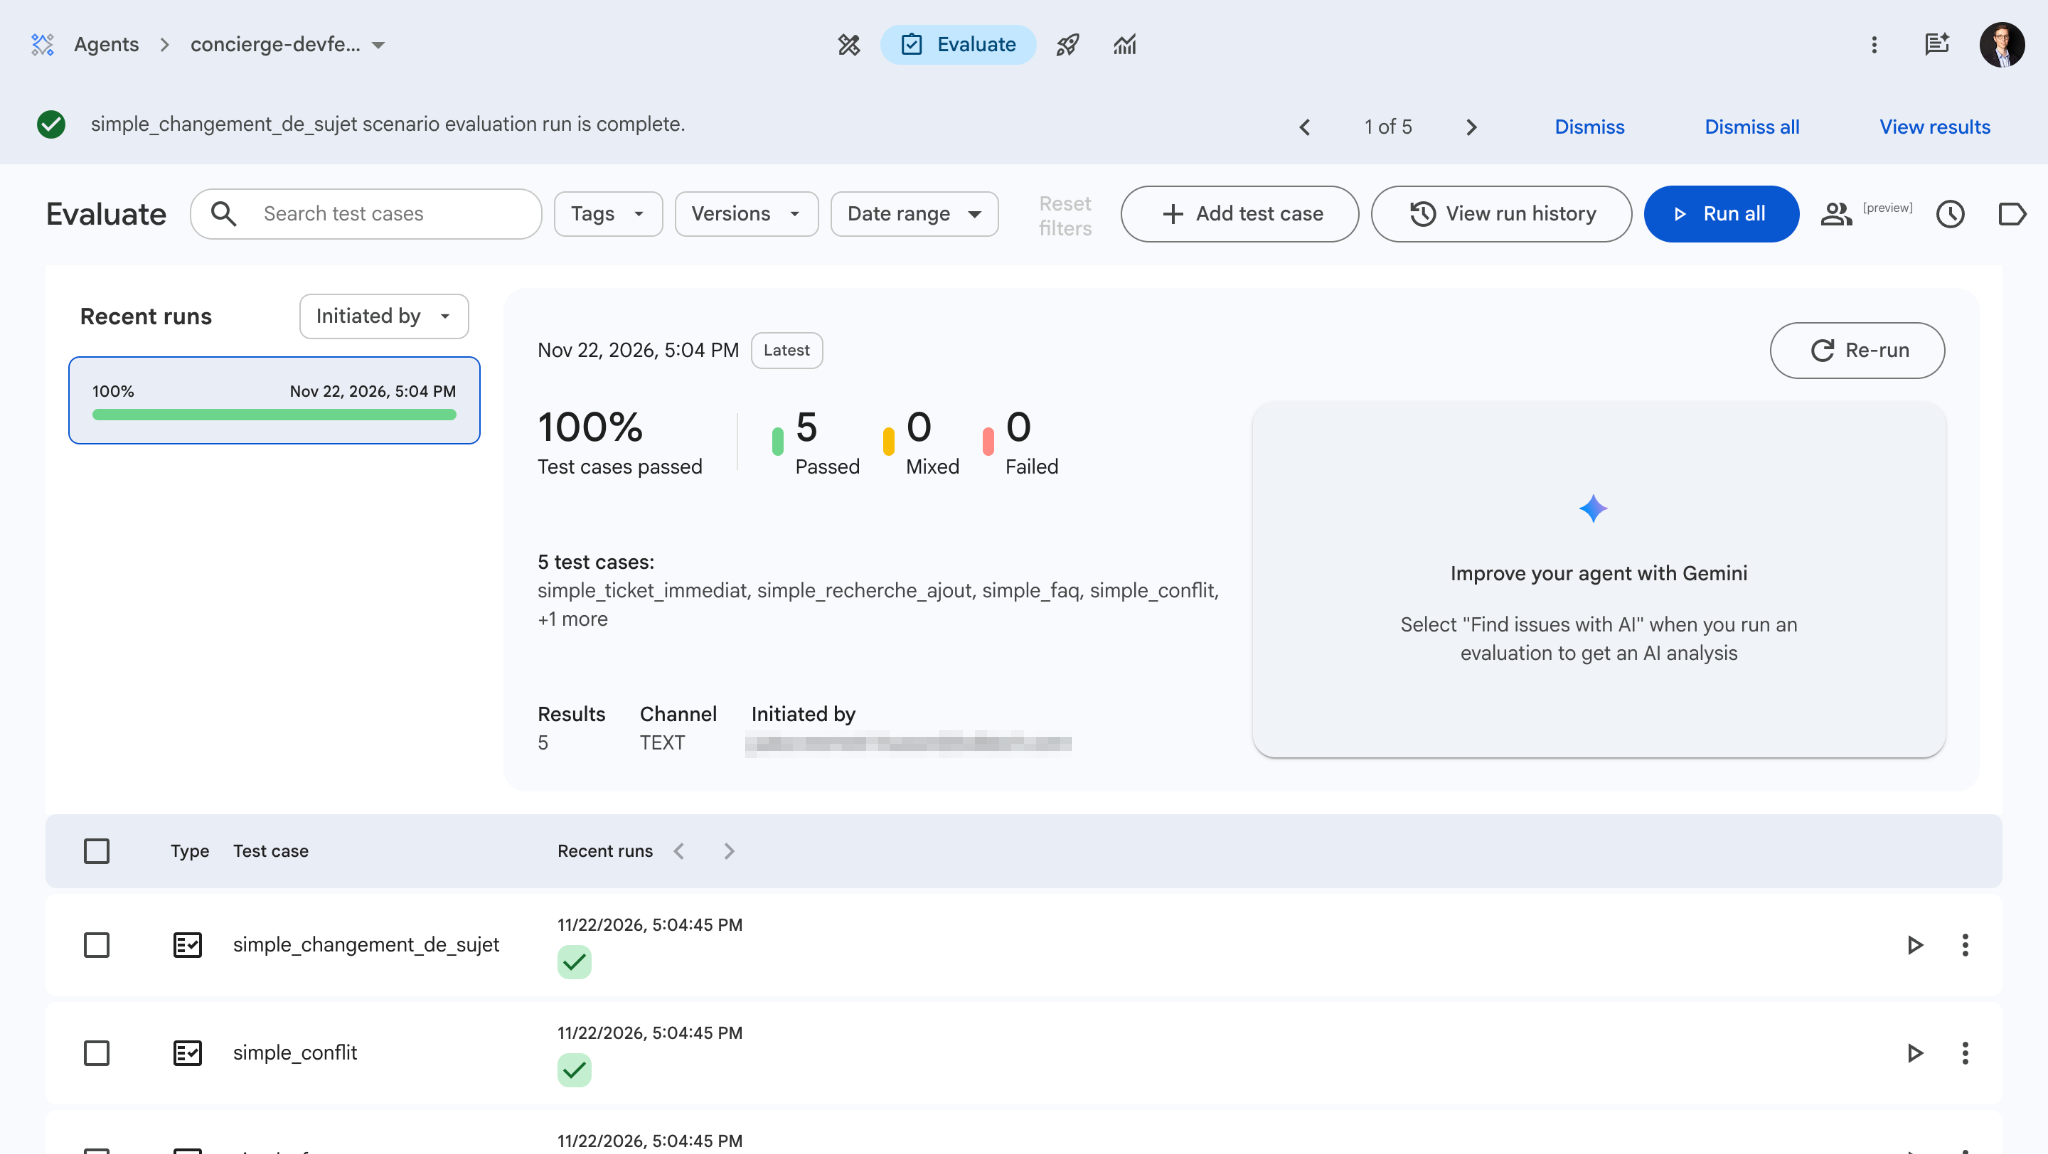 Agents
concierge-devfe...
Evaluate
simple_changement_de_sujet scenario evaluation run is complete.
1 of 5
Dismiss
Dismiss all
View results
Evaluate
Search test cases
Tags
Versions
Date range
Reset
filters
Add test case
View run history
Run all
[preview]
Recent runs
Initiated by
100%
Nov 22, 2026, 5:04 PM
Nov 22, 2026, 5:04 PM
Latest
Re-run
100%
Test cases passed
5
Passed
0
Mixed
0
Failed
5 test cases:
simple_ticket_immediat, simple_recherche_ajout, simple_faq, simple_conflit,
+1 more
Results
5
Channel
TEXT
Initiated by
Improve your agent with Gemini
Select "Find issues with AI" when you run an
evaluation to get an AI analysis
Type
Test case
Recent runs
simple_changement_de_sujet
11/22/2026, 5:04:45 PM
simple_conflit
11/22/2026, 5:04:45 PM
11/22/2026, 5:04:45 PM